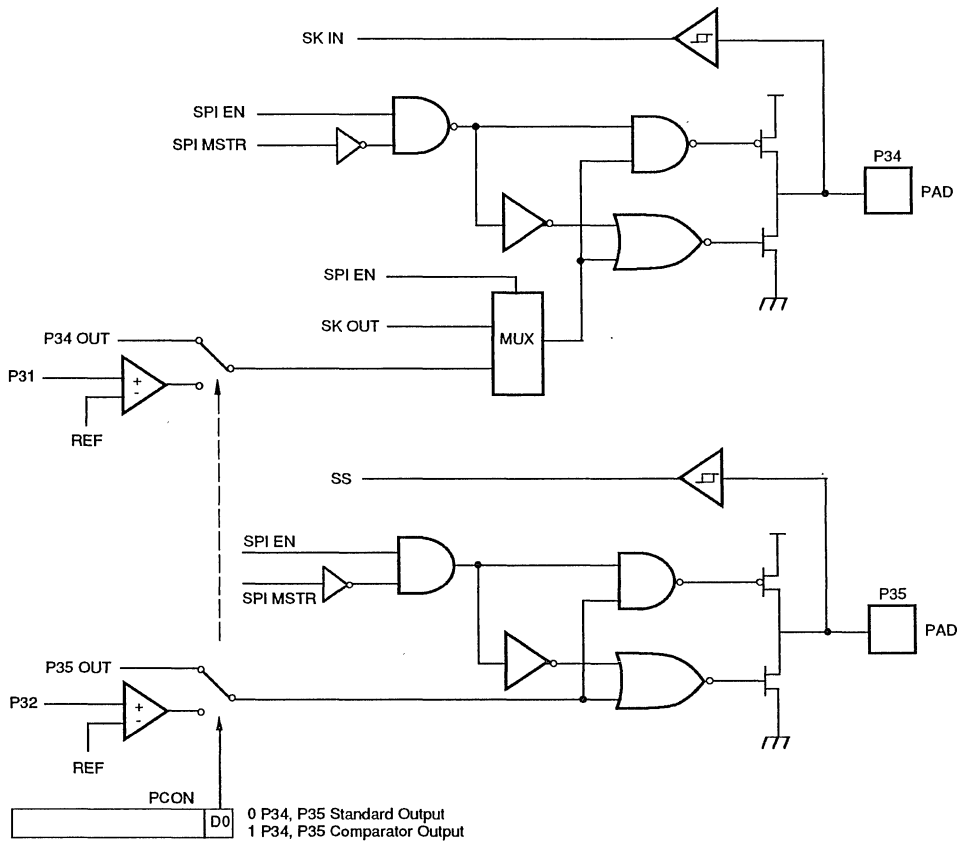 SK IN
SPI EN
SPI MSTR
P34
PAD
SPI EN
SK OUT
MUX
P34 OUT
P31
+
-
REF
SS
SPI EN
SPI MSTR
P35
PAD
P35 OUT
P32
+
-
REF
PCON
D0
0 P34, P35 Standard Output
1 P34, P35 Comparator Output